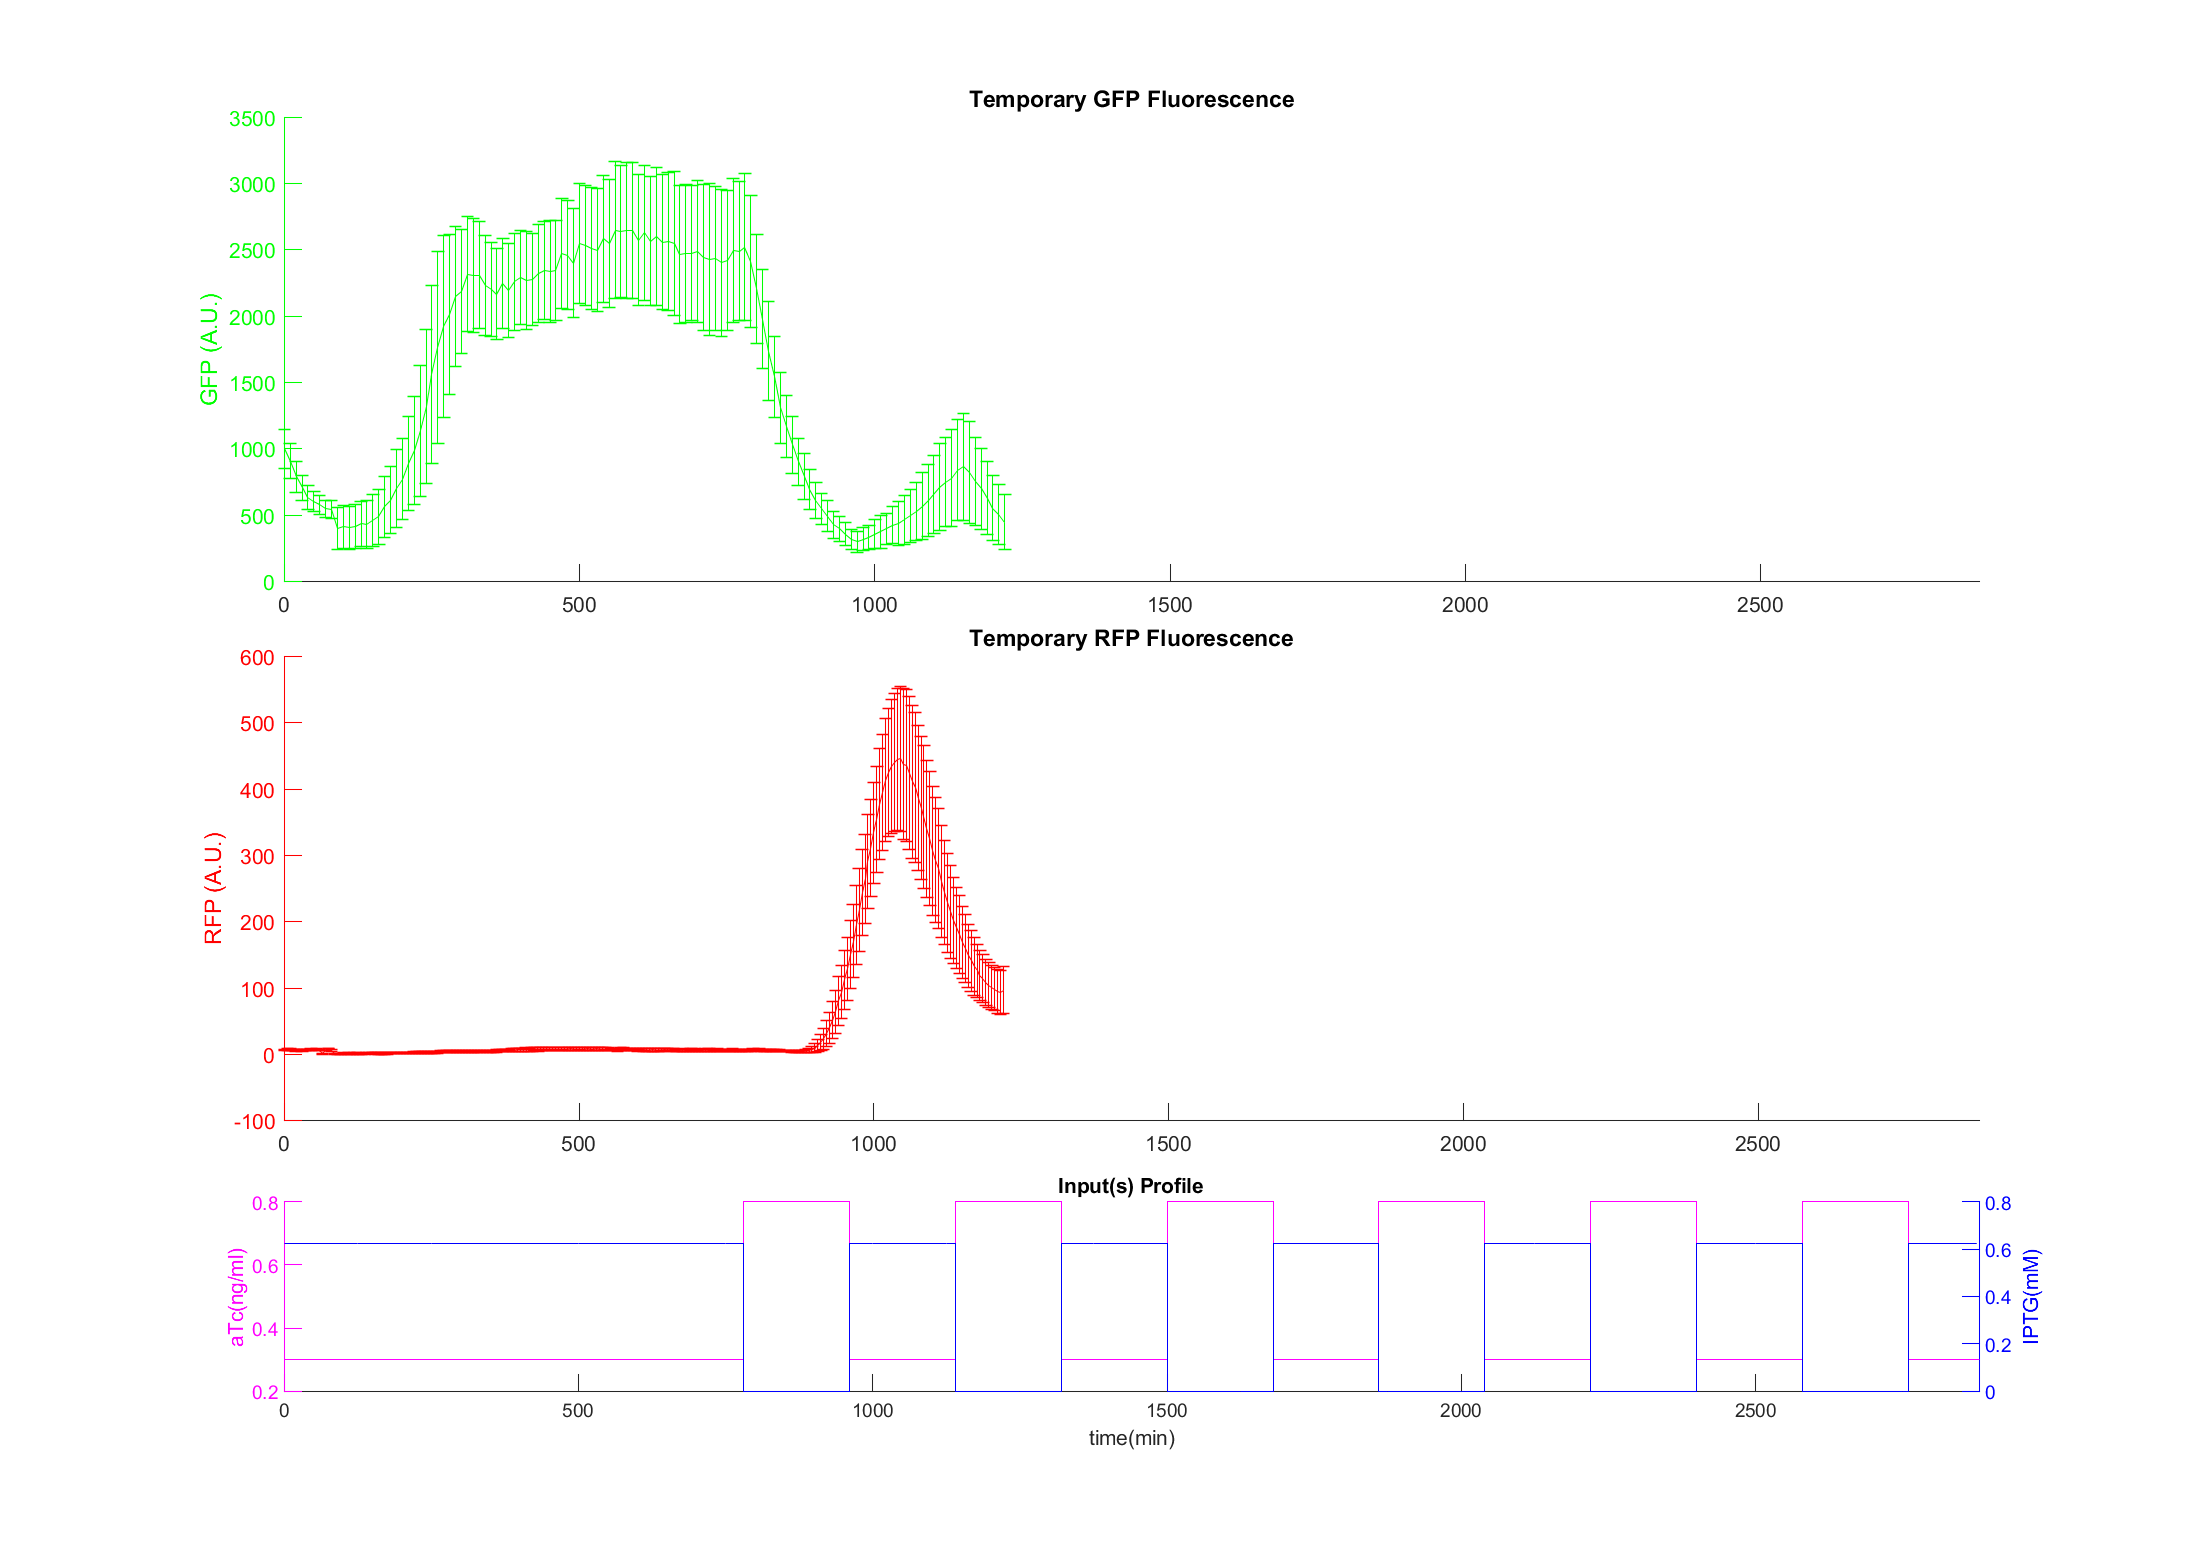 Temporary GFP Fluorescence
3500
3000
2500
2000
1500
1000
500
0
GFP (A.U.)
0 500 1000 1500 2000 2500
Temporary RFP Fluorescence
600
500
400
300
200
100
0
-100
RFP (A.U.)
0 500 1000 1500 2000 2500
Input(s) Profile
0.8
0.6
0.4
0.2
aTc(ng/ml)
0.8
0.6
0.4
0.2
0
IPTG(mM)
0 500 1000 1500 2000 2500
time(min)